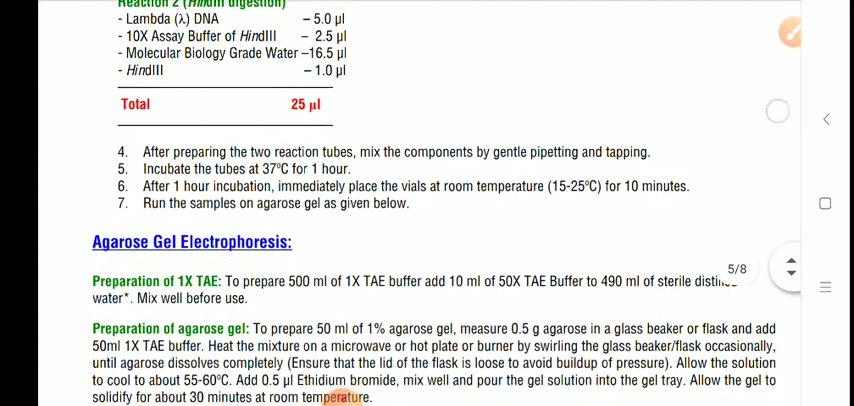 Reaction 2 (HindIII digestion)
- Lambda (λ) DNA – 5.0 μl
- 10X Assay Buffer of HindIII – 2.5 μl
- Molecular Biology Grade Water –16.5 μl
- HindIII – 1.0 μl
Total 25 μl
4. After preparing the two reaction tubes, mix the components by gentle pipetting and tapping.
5. Incubate the tubes at 37ºC for 1 hour.
6. After 1 hour incubation, immediately place the vials at room temperature (15-25ºC) for 10 minutes.
7. Run the samples on agarose gel as given below.
Agarose Gel Electrophoresis:
5/8
Preparation of 1X TAE: To prepare 500 ml of 1X TAE buffer add 10 ml of 50X TAE Buffer to 490 ml of sterile
water*. Mix well before use.
Preparation of agarose gel: To prepare 50 ml of 1% agarose gel, measure 0.5 g agarose in a glass beaker or flask and add
50ml 1X TAE buffer. Heat the mixture on a microwave or hot plate or burner by swirling the glass beaker/flask occasionally,
until agarose dissolves completely (Ensure that the lid of the flask is loose to avoid buildup of pressure). Allow the solution
to cool to about 55-60ºC. Add 0.5 μl Ethidium bromide, mix well and pour the gel solution into the gel tray. Allow the gel to
solidify for about 30 minutes at room temperature.